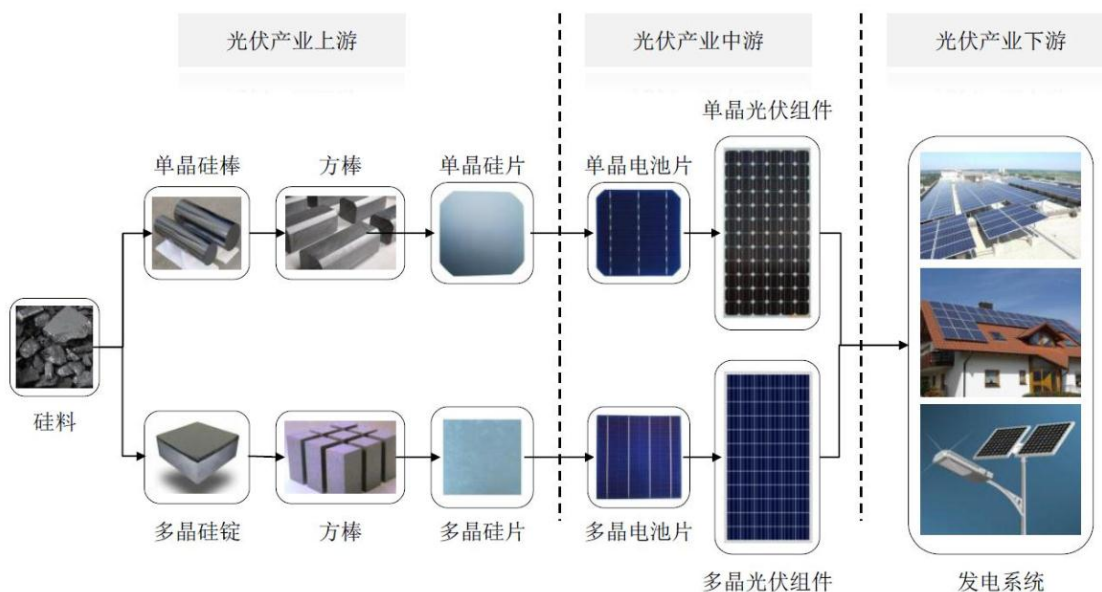 光伏产业上游
光伏产业中游
光伏产业下游
单晶光伏组件
单晶硅棒
方棒
单晶硅片
单晶电池片
硅料
多晶硅锭
方棒
多晶硅片
多晶电池片
多晶光伏组件
发电系统